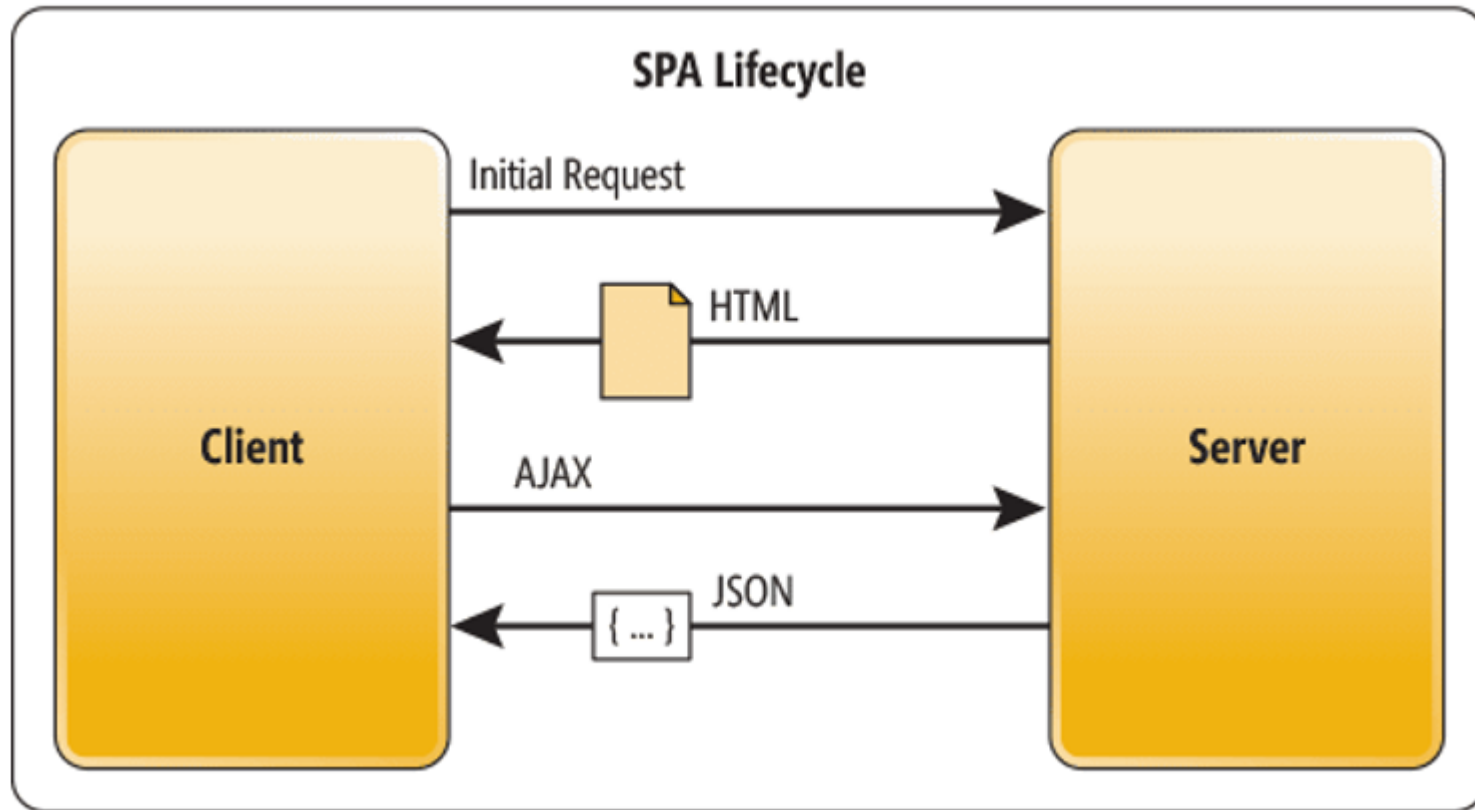 SPA Lifecycle
Initial Request
HTML
Client
Server
AJAX
JSON
{ ... }